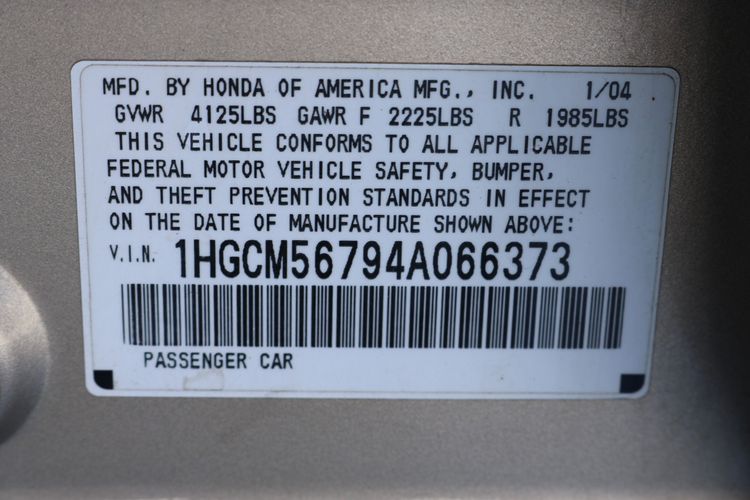 MFD. BY HONDA OF AMERICA MFG., INC. 1/04
GVWR 4125LBS GAWR F 2225LBS R 1985LBS
THIS VEHICLE CONFORMS TO ALL APPLICABLE
FEDERAL MOTOR VEHICLE SAFETY, BUMPER,
AND THEFT PREVENTION STANDARDS IN EFFECT
ON THE DATE OF MANUFACTURE SHOWN ABOVE:
V.I.N. 1HGCM56794A066373
PASSENGER CAR